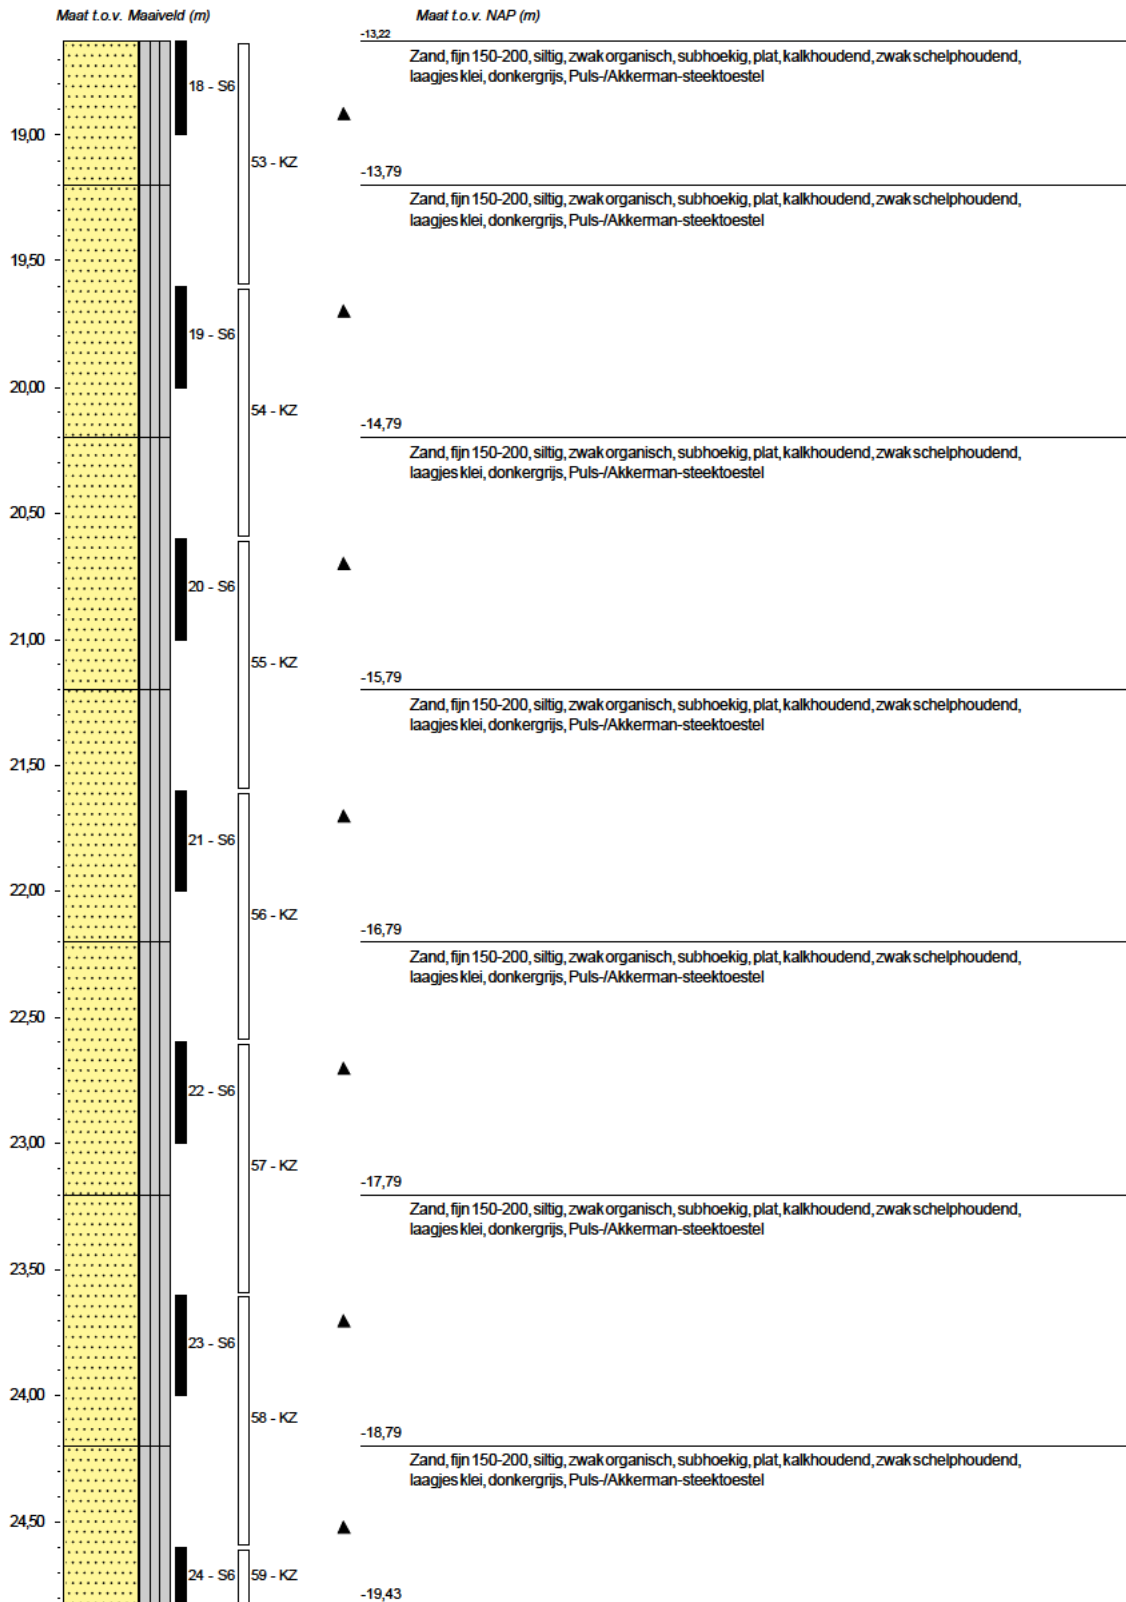 Maat t.o.v. Maaiveld (m)
Maat t.o.v. NAP (m)
-13,22
Zand, fijn 150-200, siltig, zwak organisch, subhoekig, plat, kalkhoudend, zwak schelphoudend,
laagjes klei, donkergrijs, Puls-/Akkerman-steektoestel
18 - S6
19,00
53 - KZ
-13,79
Zand, fijn 150-200, siltig, zwak organisch, subhoekig, plat, kalkhoudend, zwak schelphoudend,
laagjes klei, donkergrijs, Puls-/Akkerman-steektoestel
19,50
19 - S6
20,00
54 - KZ
-14,79
Zand, fijn 150-200, siltig, zwak organisch, subhoekig, plat, kalkhoudend, zwak schelphoudend,
laagjes klei, donkergrijs, Puls-/Akkerman-steektoestel
20,50
20 - S6
21,00
55 - KZ
-15,79
Zand, fijn 150-200, siltig, zwak organisch, subhoekig, plat, kalkhoudend, zwak schelphoudend,
laagjes klei, donkergrijs, Puls-/Akkerman-steektoestel
21,50
21 - S6
22,00
56 - KZ
-16,79
Zand, fijn 150-200, siltig, zwak organisch, subhoekig, plat, kalkhoudend, zwak schelphoudend,
laagjes klei, donkergrijs, Puls-/Akkerman-steektoestel
22,50
22 - S6
23,00
57 - KZ
-17,79
Zand, fijn 150-200, siltig, zwak organisch, subhoekig, plat, kalkhoudend, zwak schelphoudend,
laagjes klei, donkergrijs, Puls-/Akkerman-steektoestel
23,50
23 - S6
24,00
58 - KZ
-18,79
Zand, fijn 150-200, siltig, zwak organisch, subhoekig, plat, kalkhoudend, zwak schelphoudend,
laagjes klei, donkergrijs, Puls-/Akkerman-steektoestel
24,50
24 - S6
59 - KZ
-19,43